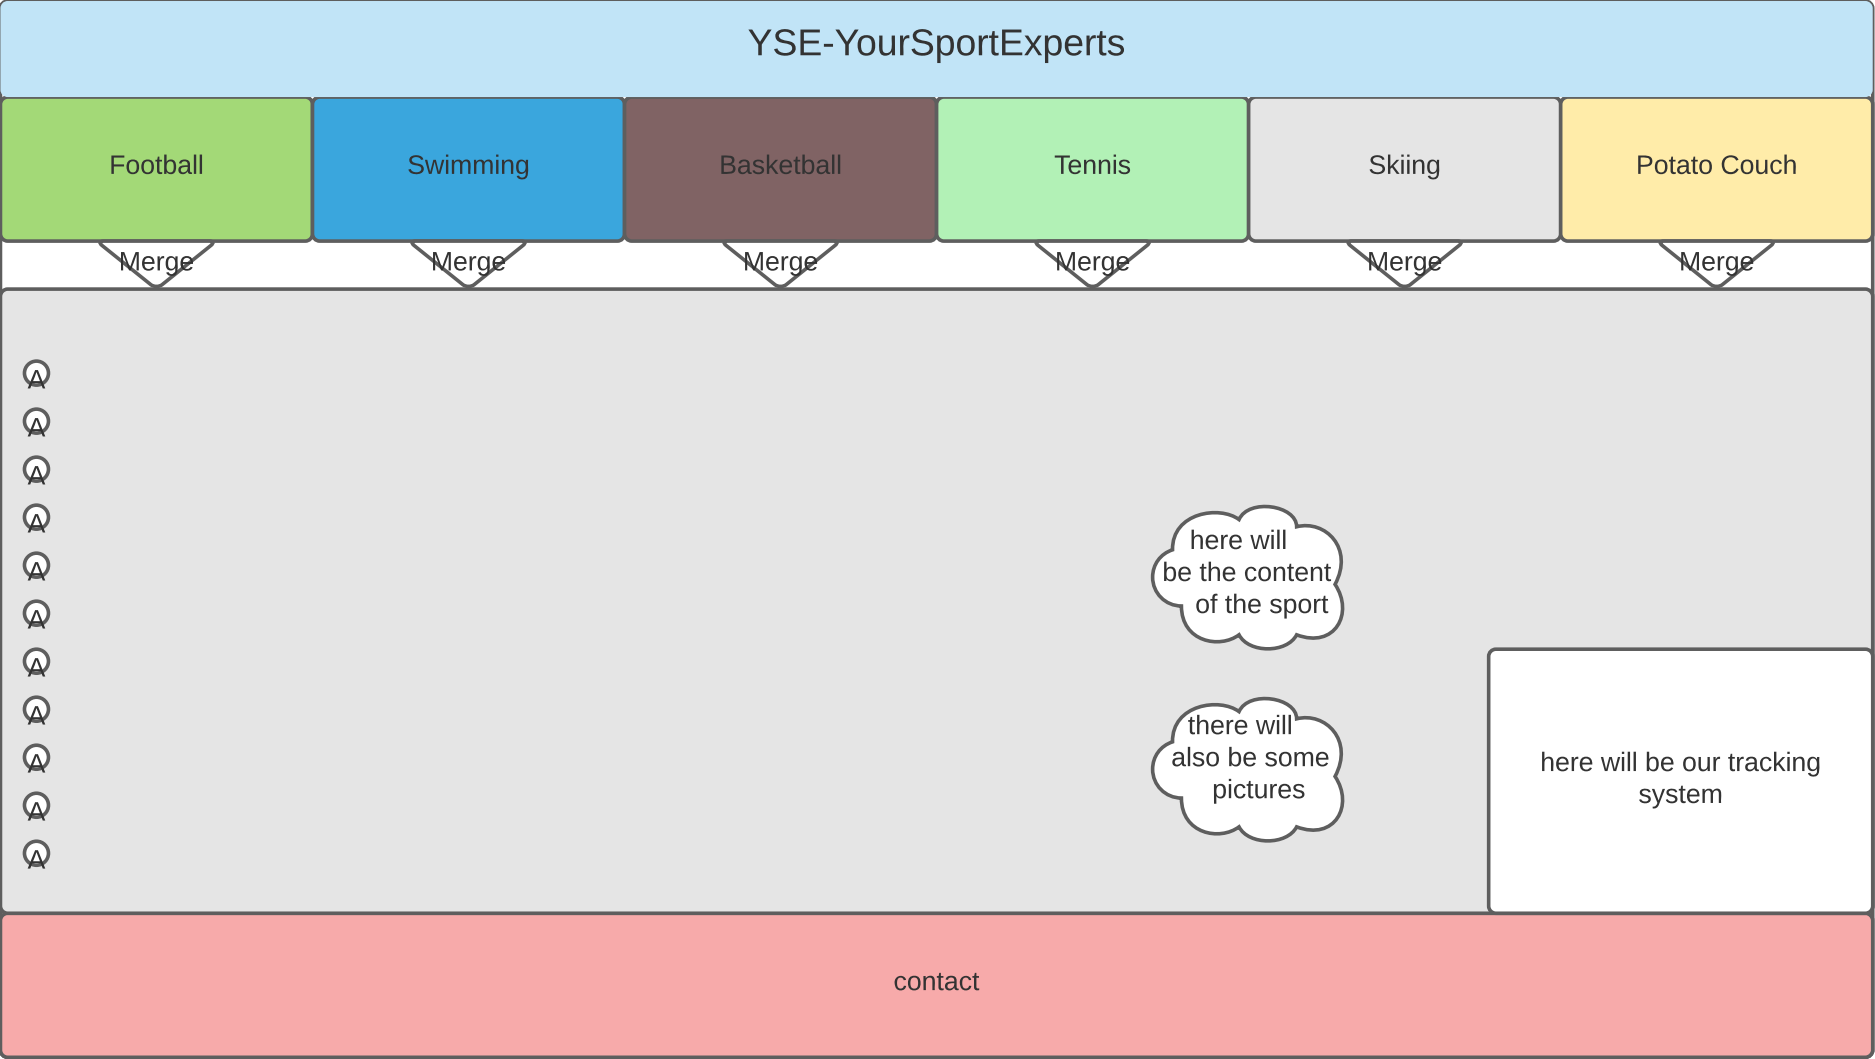 YSE-YourSportExperts
Football
Swimming
Basketball
Tennis
Skiing
Potato Couch
Merge
Merge
Merge
Merge
Merge
Merge
A
A
A
A
A
A
A
A
A
A
A
here will
be the content
of the sport
there will
also be some
pictures
here will be our tracking
system
contact